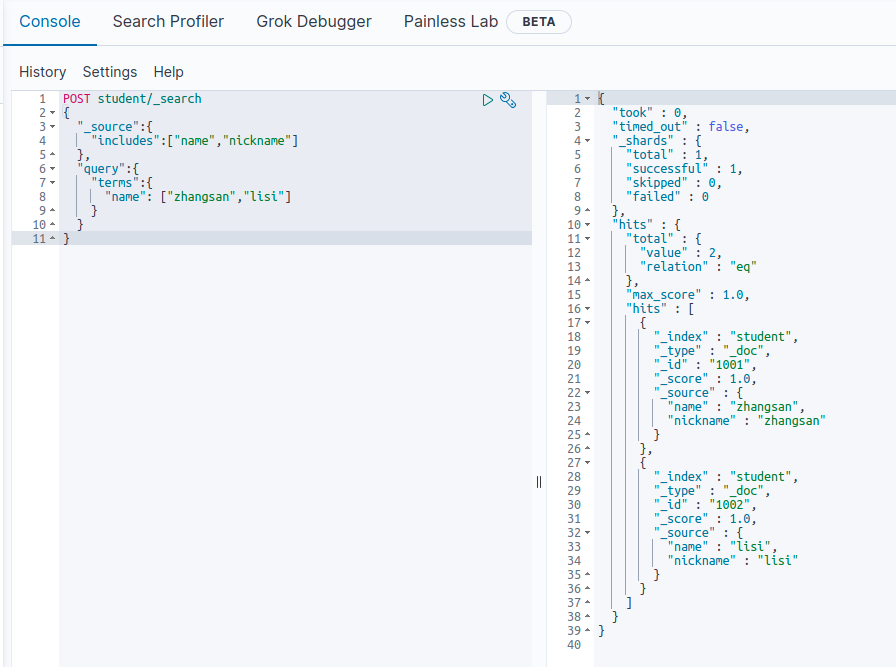 Console Search Profiler Grok Debugger Painless Lab BETA
History Settings Help
1 POST student/_search
2 {
3 "_source":{
4 "includes":["name","nickname"]
5 },
6 "query":{
7 "terms":{
8 "name": ["zhangsan","lisi"]
9 }
10 }
11 }
1 {
2 "took" : 0,
3 "timed_out" : false,
4 "_shards" : {
5 "total" : 1,
6 "successful" : 1,
7 "skipped" : 0,
8 "failed" : 0
9 },
10 "hits" : {
11 "total" : {
12 "value" : 2,
13 "relation" : "eq"
14 },
15 "max_score" : 1.0,
16 "hits" : [
17 {
18 "_index" : "student",
19 "_type" : "_doc",
20 "_id" : "1001",
21 "_score" : 1.0,
22 "_source" : {
23 "name" : "zhangsan",
24 "nickname" : "zhangsan"
25 }
26 },
27 {
28 "_index" : "student",
29 "_type" : "_doc",
30 "_id" : "1002",
31 "_score" : 1.0,
32 "_source" : {
33 "name" : "lisi",
34 "nickname" : "lisi"
35 }
36 }
37 ]
38 }
39 }
40